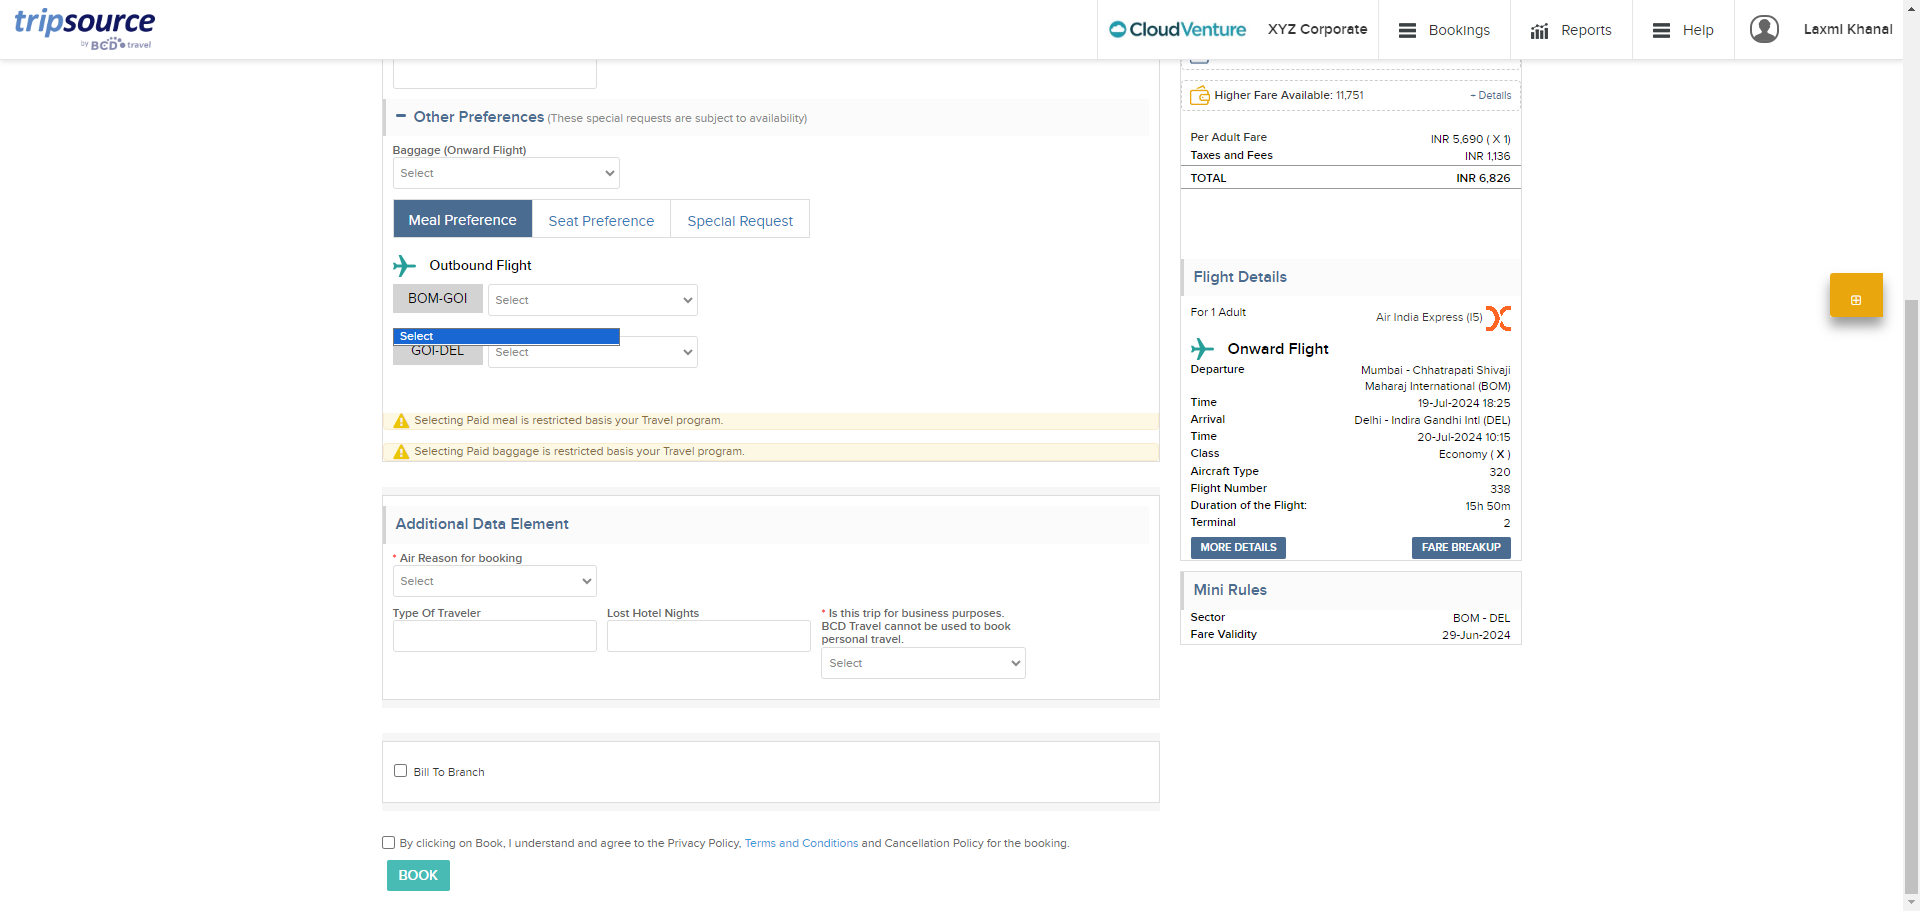 tripsource
by BCD travel
CloudVenture
XYZ Corporate
Bookings
Reports
Help
Laxmi Khanal
Other Preferences (These special requests are subject to availability)
Baggage (Onward Flight)
Select
Meal Preference
Seat Preference
Special Request
Outbound Flight
BOM-GOI
Select
Select
GOI-DEL
Select
Selecting Paid meal is restricted basis your Travel program.
Selecting Paid baggage is restricted basis your Travel program.
Additional Data Element
* Air Reason for booking
Select
Type Of Traveler
Lost Hotel Nights
* Is this trip for business purposes.
BCD Travel cannot be used to book
personal travel.
Select
Bill To Branch
By clicking on Book, I understand and agree to the Privacy Policy, Terms and Conditions and Cancellation Policy for the booking.
BOOK
Higher Fare Available: 11,751
+ Details
Per Adult Fare
INR 5,690 ( X 1)
Taxes and Fees
INR 1,136
TOTAL
INR 6,826
Flight Details
For 1 Adult
Air India Express (I5)
Onward Flight
Departure
Mumbai - Chhatrapati Shivaji
Maharaj International (BOM)
Time
19-Jul-2024 18:25
Arrival
Delhi - Indira Gandhi Intl (DEL)
Time
20-Jul-2024 10:15
Class
Economy ( X )
Aircraft Type
320
Flight Number
338
Duration of the Flight:
15h 50m
Terminal
2
MORE DETAILS
FARE BREAKUP
Mini Rules
Sector
BOM - DEL
Fare Validity
29-Jun-2024